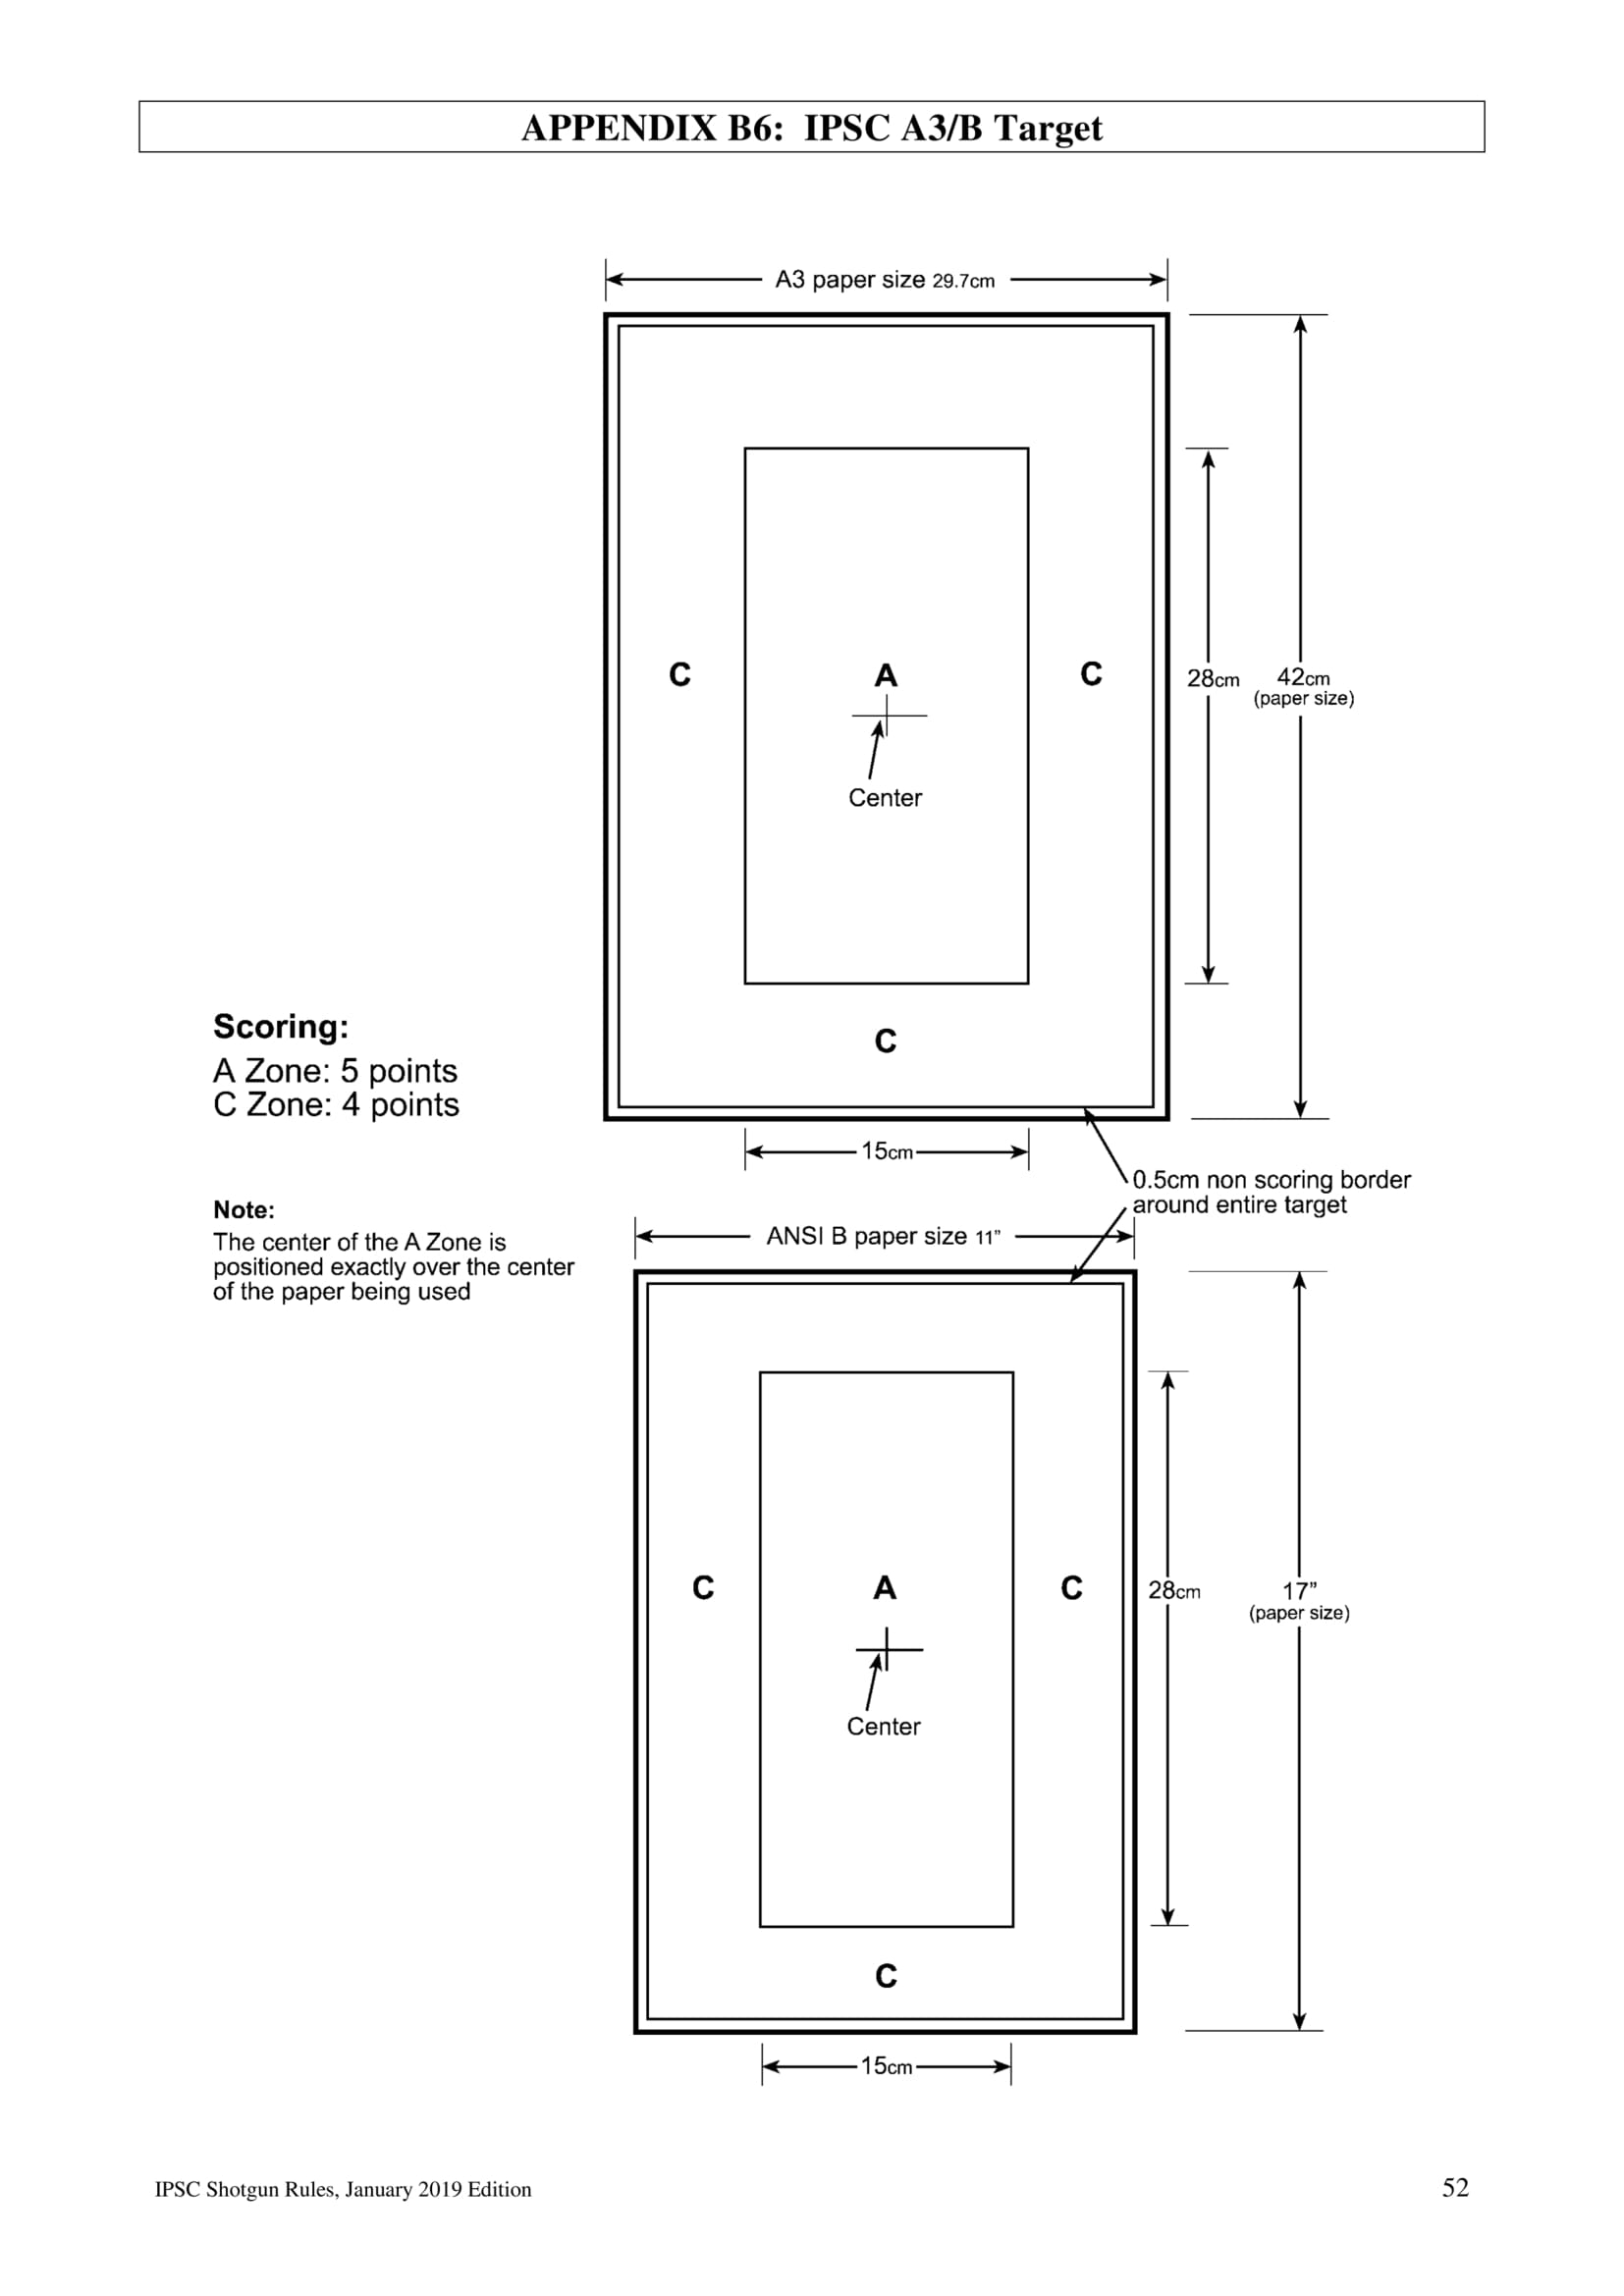 APPENDIX B6: IPSC A3/B Target
A3 paper size 29.7cm
C
A
C
28cm
42cm
(paper size)
Center
C
Scoring:
A Zone: 5 points
C Zone: 4 points
15cm
0.5cm non scoring border
around entire target
Note:
The center of the A Zone is
positioned exactly over the center
of the paper being used
ANSI B paper size 11”
C
A
C
28cm
17”
(paper size)
Center
C
15cm
IPSC Shotgun Rules, January 2019 Edition
52